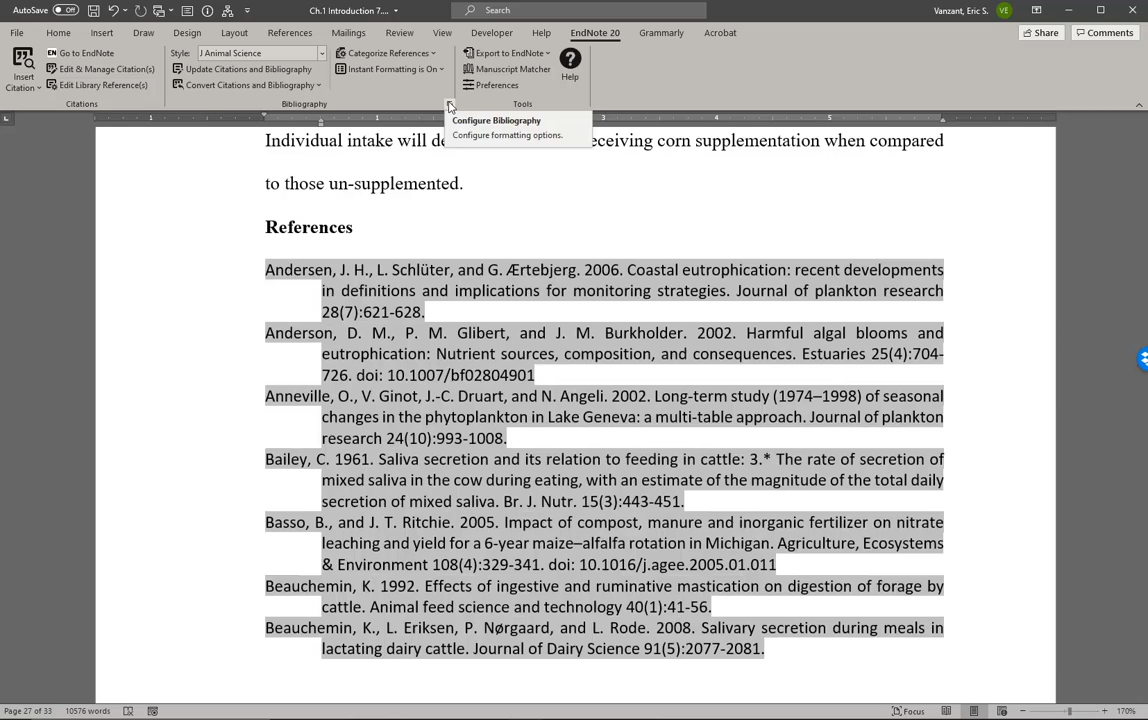 AutoSave Off Ch.1 Introduction 7.... Search Vanzant, Eric S. VE
File Home Insert Draw Design Layout References Mailings Review View Developer Help EndNote 20 Grammarly Acrobat Share Comments
Insert Citation
Go to EndNote
Edit & Manage Citation(s)
Edit Library Reference(s)
Citations
Style: J Animal Science
Update Citations and Bibliography
Convert Citations and Bibliography
Categorize References
Instant Formatting is On
Bibliography
Export to EndNote
Manuscript Matcher
Preferences
Help
Tools
Configure Bibliography
Configure formatting options.
1 1 2 3 4 5
Individual intake will de eceiving corn supplementation when compared
to those un-supplemented.
References
Andersen, J. H., L. Schlüter, and G. Ærtebjerg. 2006. Coastal eutrophication: recent developments
in definitions and implications for monitoring strategies. Journal of plankton research
28(7):621-628.
Anderson, D. M., P. M. Glibert, and J. M. Burkholder. 2002. Harmful algal blooms and
eutrophication: Nutrient sources, composition, and consequences. Estuaries 25(4):704-
726. doi: 10.1007/bf02804901
Anneville, O., V. Ginot, J.-C. Druart, and N. Angeli. 2002. Long-term study (1974–1998) of seasonal
changes in the phytoplankton in Lake Geneva: a multi-table approach. Journal of plankton
research 24(10):993-1008.
Bailey, C. 1961. Saliva secretion and its relation to feeding in cattle: 3.* The rate of secretion of
mixed saliva in the cow during eating, with an estimate of the magnitude of the total daily
secretion of mixed saliva. Br. J. Nutr. 15(3):443-451.
Basso, B., and J. T. Ritchie. 2005. Impact of compost, manure and inorganic fertilizer on nitrate
leaching and yield for a 6-year maize–alfalfa rotation in Michigan. Agriculture, Ecosystems
& Environment 108(4):329-341. doi: 10.1016/j.agee.2005.01.011
Beauchemin, K. 1992. Effects of ingestive and ruminative mastication on digestion of forage by
cattle. Animal feed science and technology 40(1):41-56.
Beauchemin, K., L. Eriksen, P. Nørgaard, and L. Rode. 2008. Salivary secretion during meals in
lactating dairy cattle. Journal of Dairy Science 91(5):2077-2081.
Page 27 of 33 10576 words Focus 170%